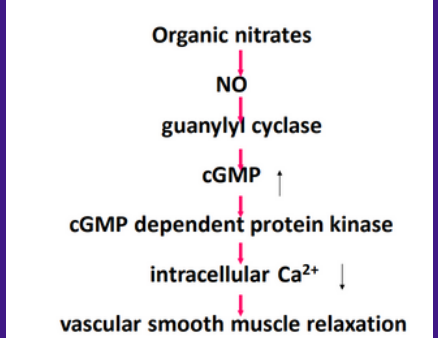 Organic nitrates
NO
guanylyl cyclase
cGMP ↑
cGMP dependent protein kinase
intracellular Ca²⁺ ↓
vascular smooth muscle relaxation